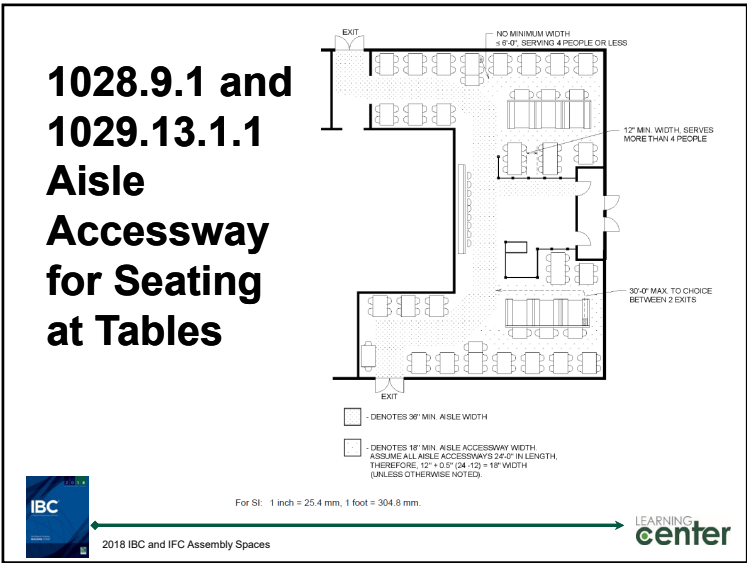 1028.9.1 and
1029.13.1.1
Aisle
Accessway
for Seating
at Tables
EXIT
NO MINIMUM WIDTH
≤ 6'-0", SERVING 4 PEOPLE OR LESS
12" MIN. WIDTH, SERVES
MORE THAN 4 PEOPLE
30'-0" MAX. TO CHOICE
BETWEEN 2 EXITS
EXIT
- DENOTES 36" MIN. AISLE WIDTH
- DENOTES 18" MIN. AISLE ACCESSWAY WIDTH.
ASSUME ALL AISLE ACCESSWAYS 24'-0" IN LENGTH,
THEREFORE, 12" + 0.5" (24 -12) = 18" WIDTH
(UNLESS OTHERWISE NOTED).
For SI: 1 inch = 25.4 mm, 1 foot = 304.8 mm.
IBC
2018 IBC and IFC Assembly Spaces
LEARNING
center